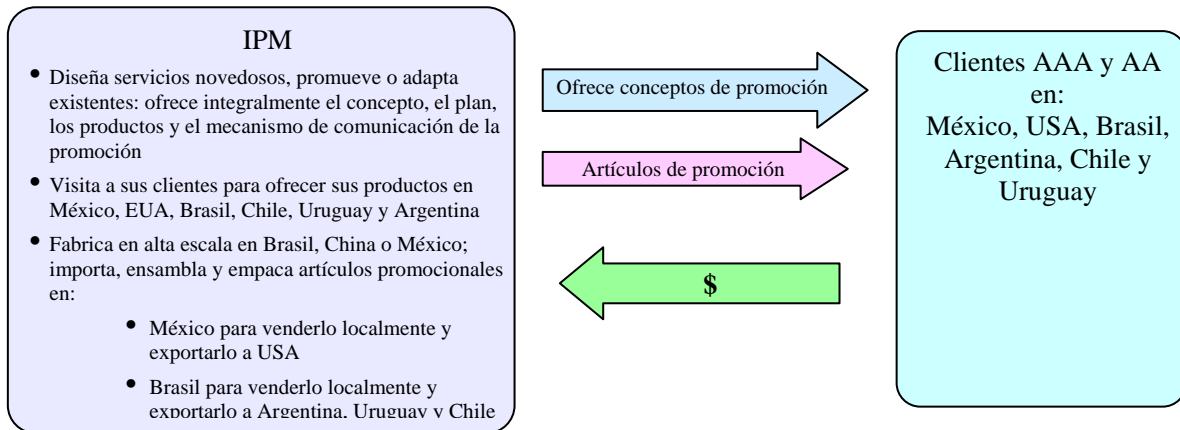 IPM
• Diseña servicios novedosos, promueve o adapta
existentes: ofrece integralmente el concepto, el plan,
los productos y el mecanismo de comunicación de la
promoción
• Visita a sus clientes para ofrecer sus productos en
México, EUA, Brasil, Chile, Uruguay y Argentina
• Fabrica en alta escala en Brasil, China o México;
importa, ensambla y empaca artículos promocionales
en:
• México para venderlo localmente y
exportarlo a USA
• Brasil para venderlo localmente y
exportarlo a Argentina, Uruguay y Chile
Ofrece conceptos de promoción
Artículos de promoción
$
Clientes AAA y AA
en:
México, USA, Brasil,
Argentina, Chile y
Uruguay